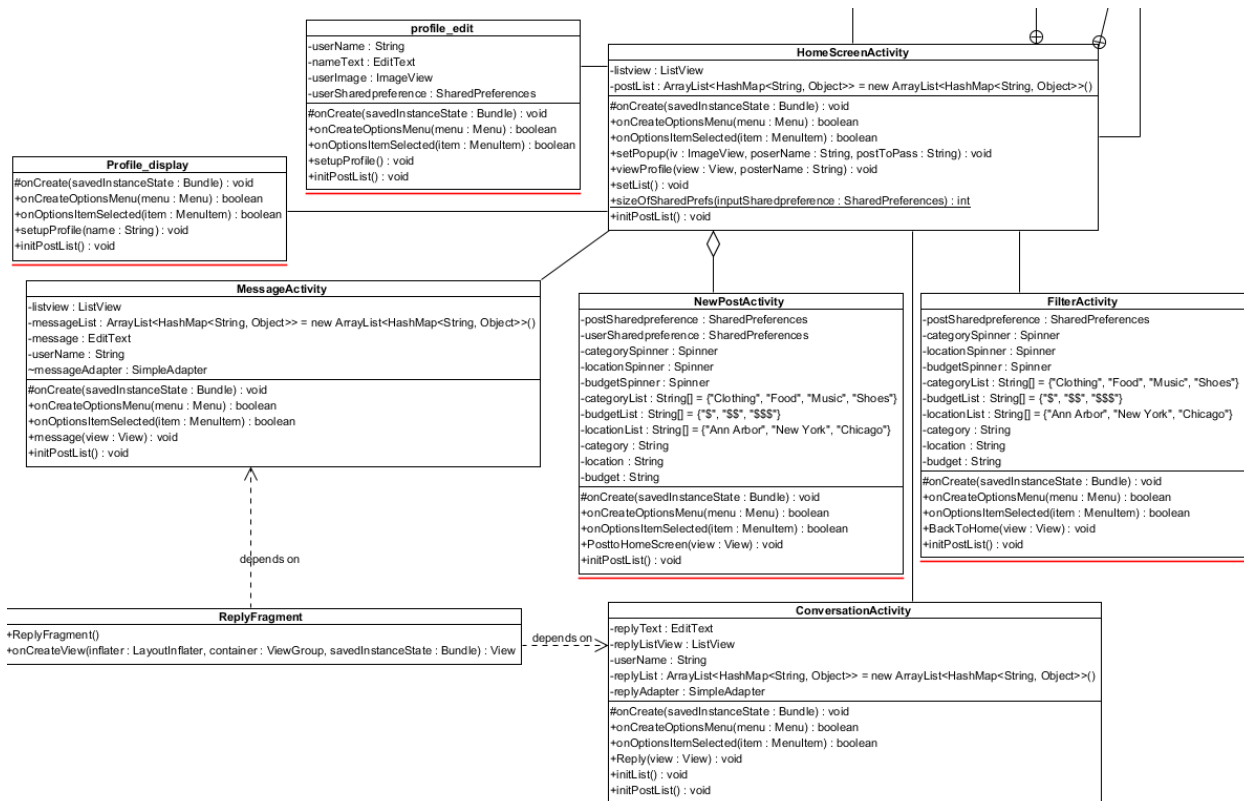 profile_edit
-userName : String
-nameText : EditText
-userImage : ImageView
-userSharedpreference : SharedPreferences
#onCreate(savedInstanceState : Bundle) : void
+onCreateOptionsMenu(menu : Menu) : boolean
+onOptionsItemSelected(item : MenuItem) : boolean
+setupProfile() : void
+initPostList() : void
HomeScreenActivity
-listview : ListView
-postList : ArrayList<HashMap<String, Object>> = new ArrayList<HashMap<String, Object>>()
#onCreate(savedInstanceState : Bundle) : void
+onCreateOptionsMenu(menu : Menu) : boolean
+onOptionsItemSelected(item : MenuItem) : boolean
+setPopup(iv : ImageView, poserName : String, postToPass : String) : void
+viewProfile(view : View, posterName : String) : void
+setList() : void
+sizeOfSharedPrefs(inputSharedpreference : SharedPreferences) : int
+initPostList() : void
Profile_display
#onCreate(savedInstanceState : Bundle) : void
+onCreateOptionsMenu(menu : Menu) : boolean
+onOptionsItemSelected(item : MenuItem) : boolean
+setupProfile(name : String) : void
+initPostList() : void
MessageActivity
-listview : ListView
-messageList : ArrayList<HashMap<String, Object>> = new ArrayList<HashMap<String, Object>>()
-message : EditText
-userName : String
~messageAdapter : SimpleAdapter
#onCreate(savedInstanceState : Bundle) : void
+onCreateOptionsMenu(menu : Menu) : boolean
+onOptionsItemSelected(item : MenuItem) : boolean
+message(view : View) : void
+initPostList() : void
NewPostActivity
-postSharedpreference : SharedPreferences
-userSharedpreference : SharedPreferences
-categorySpinner : Spinner
-locationSpinner : Spinner
-budgetSpinner : Spinner
-categoryList : String[] = {"Clothing", "Food", "Music", "Shoes"}
-budgetList : String[] = {"$", "$$", "$$$"}
-locationList : String[] = {"Ann Arbor", "New York", "Chicago"}
-category : String
-location : String
-budget : String
#onCreate(savedInstanceState : Bundle) : void
+onCreateOptionsMenu(menu : Menu) : boolean
+onOptionsItemSelected(item : MenuItem) : boolean
+PosttoHomeScreen(view : View) : void
+initPostList() : void
FilterActivity
-postSharedpreference : SharedPreferences
-categorySpinner : Spinner
-locationSpinner : Spinner
-budgetSpinner : Spinner
-categoryList : String[] = {"Clothing", "Food", "Music", "Shoes"}
-budgetList : String[] = {"$", "$$", "$$$"}
-locationList : String[] = {"Ann Arbor", "New York", "Chicago"}
-category : String
-location : String
-budget : String
#onCreate(savedInstanceState : Bundle) : void
+onCreateOptionsMenu(menu : Menu) : boolean
+onOptionsItemSelected(item : MenuItem) : boolean
+BackToHome(view : View) : void
+initPostList() : void
depends on
ReplyFragment
+ReplyFragment()
+onCreateView(inflater : LayoutInflater, container : ViewGroup, savedInstanceState : Bundle) : View
depends on
ConversationActivity
-replyText : EditText
-replyListView : ListView
-userName : String
-replyList : ArrayList<HashMap<String, Object>> = new ArrayList<HashMap<String, Object>>()
-replyAdapter : SimpleAdapter
#onCreate(savedInstanceState : Bundle) : void
+onCreateOptionsMenu(menu : Menu) : boolean
+onOptionsItemSelected(item : MenuItem) : boolean
+Reply(view : View) : void
+initList() : void
+initPostList() : void